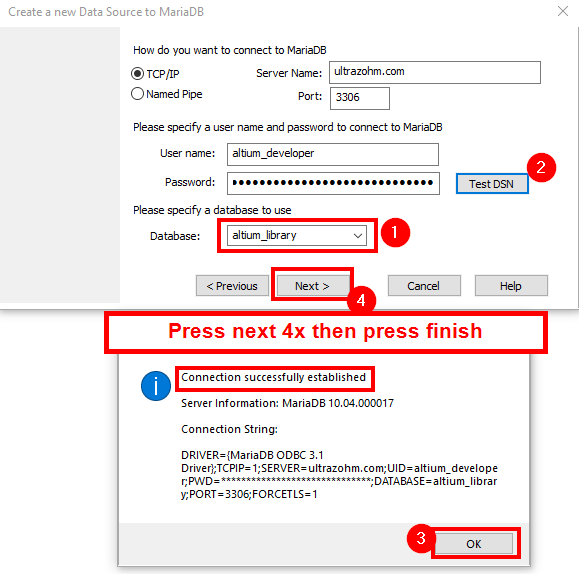 Create a new Data Source to MariaDB
How do you want to connect to MariaDB
TCP/IP
Server Name: ultrazohm.com
Named Pipe
Port: 3306
Please specify a user name and password to connect to MariaDB
User name: altium_developer
2
Password: ••••••••••••••••••••••••••••• Test DSN
Please specify a database to use
1
Database: altium_library
< Previous Next > Cancel Help
4
Press next 4x then press finish
Connection successfully established
Server Information: MariaDB 10.04.000017
Connection String:
DRIVER={MariaDB ODBC 3.1
Driver};TCPIP=1;SERVER=ultrazohm.com;UID=altium_develope
r;PWD=*****************************;DATABASE=altium_librar
y;PORT=3306;FORCETLS=1
3
OK